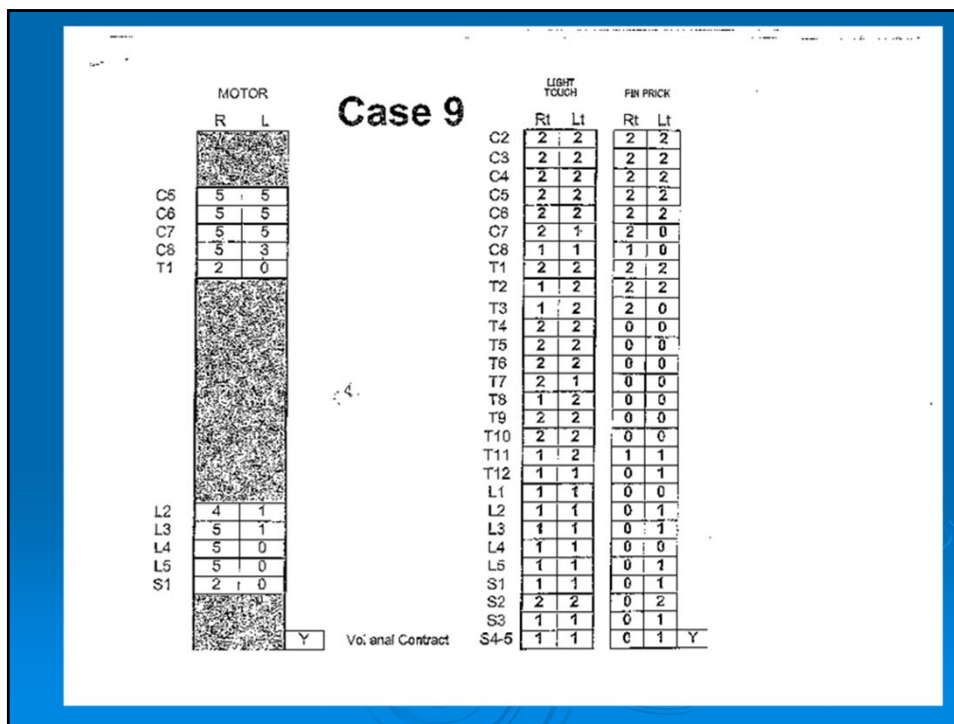 Case 9
MOTOR LIGHT TOUCH PIN PRICK
R L Rt Lt Rt Lt
C2 2 2 2 2
C3 2 2 2 2
C4 2 2 2 2
C5 5 5 C5 2 2 2 2
C6 5 5 C6 2 2 2 2
C7 5 5 C7 2 1 2 0
C8 5 3 C8 1 1 1 0
T1 2 0 T1 2 2 2 2
T2 1 2 2 2
T3 1 2 2 0
T4 2 2 0 0
T5 2 2 0 0
T6 2 2 0 0
T7 2 1 0 0
T8 1 2 0 0
T9 2 2 0 0
T10 2 2 0 0
T11 1 2 1 1
T12 1 1 0 1
L1 1 1 0 0
L2 4 1 L2 1 1 0 1
L3 5 1 L3 1 1 0 1
L4 5 0 L4 1 1 0 0
L5 5 0 L5 1 1 0 1
S1 2 0 S1 1 1 0 1
S2 2 2 0 2
S3 1 1 0 1
Y Vol anal Contract S4-5 1 1 0 1 Y